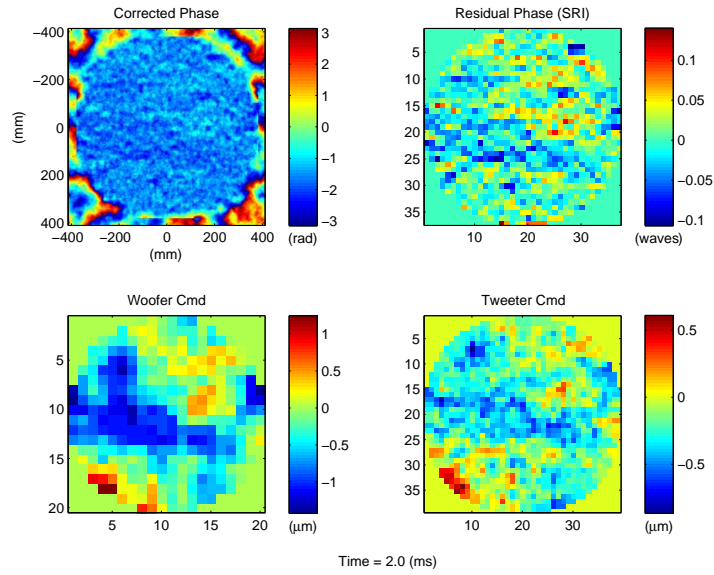 Corrected Phase
−400
−200
0
200
400
(mm)
−400 −200 0 200 400
(mm)
3
2
1
0
−1
−2
−3
(rad)
Residual Phase (SRI)
5
10
15
20
25
30
35
10 20 30
0.1
0.05
0
−0.05
−0.1
(waves)
Woofer Cmd
5
10
15
20
5 10 15 20
1
0.5
0
−0.5
−1
(μm)
Tweeter Cmd
5
10
15
20
25
30
35
10 20 30
0.5
0
−0.5
(μm)
Time = 2.0 (ms)